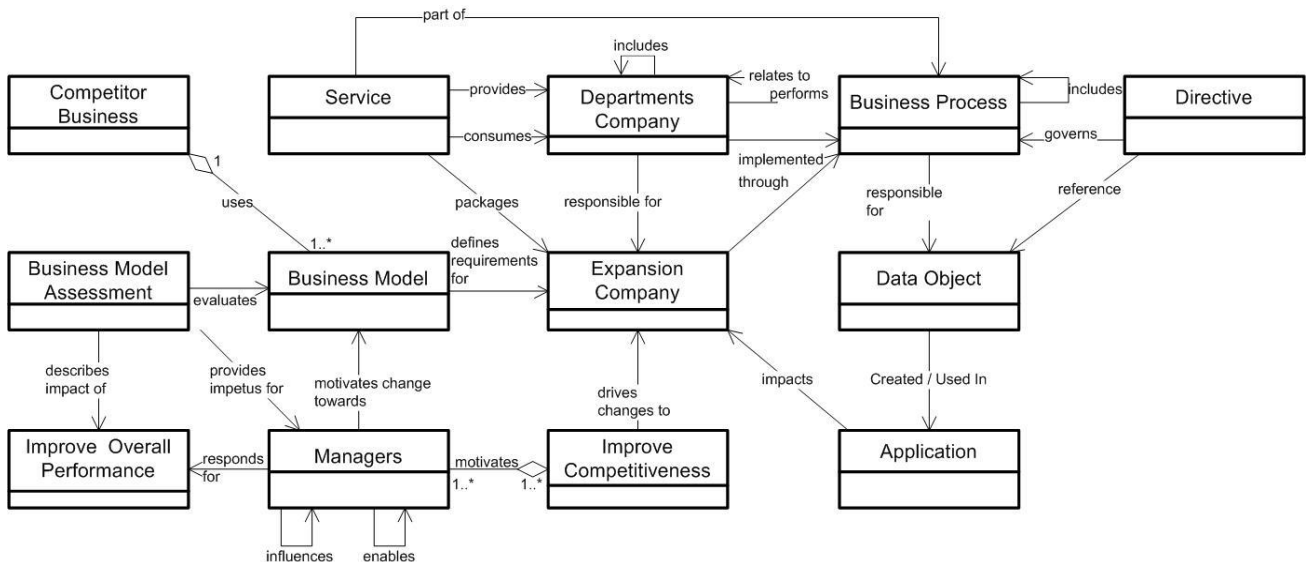 part of
includes
Competitor
Business
Service
provides
consumes
Departments
Company
relates to
performs
Business Process
includes
governs
Directive
1
uses
1..*
packages
responsible for
implemented
through
responsible
for
reference
Business Model
Assessment
evaluates
Business Model
defines
requirements
for
Expansion
Company
Data Object
describes
impact of
provides
impetus for
motivates change
towards
drives
changes to
impacts
Created / Used In
Improve Overall
Performance
responds
for
Managers
motivates
1..*
1..*
Improve
Competitiveness
Application
influences
enables